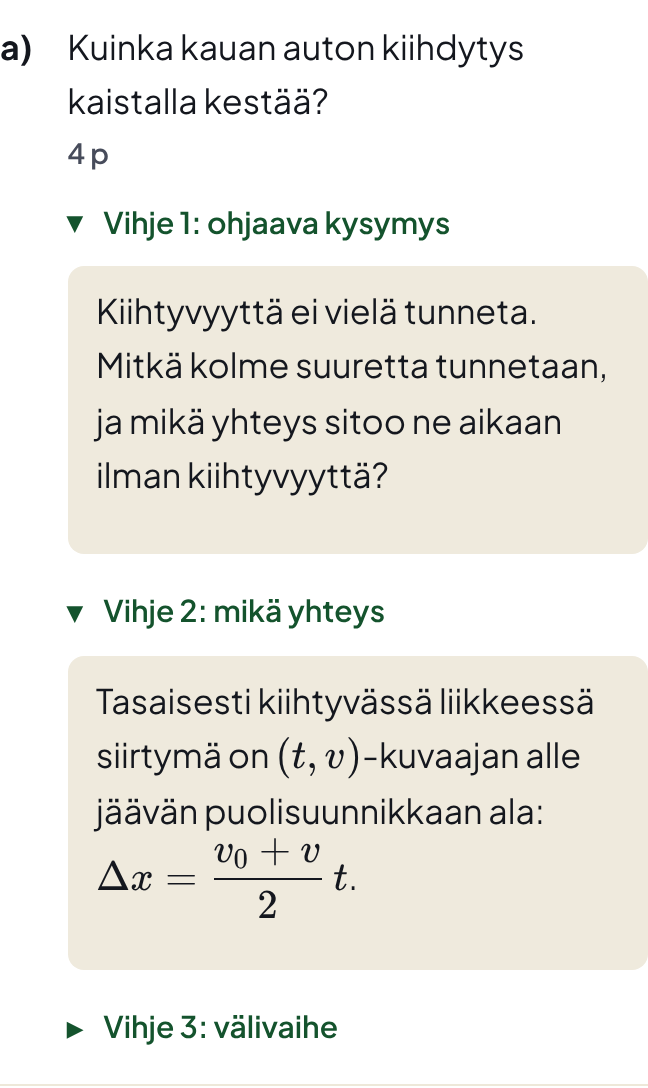 a) Kuinka kauan auton kiihdytys
kaistalla kestää?
4 p
▼ Vihje 1: ohjaava kysymys
Kiihtyvyyttä ei vielä tunneta.
Mitkä kolme suuretta tunnetaan,
ja mikä yhteys sitoo ne aikaan
ilman kiihtyvyyttä?
▼ Vihje 2: mikä yhteys
Tasaisesti kiihtyvässä liikkeessä
siirtymä on (t, v)-kuvaajan alle
jäävän puolisuunnikkaan ala:
Δx = (v₀ + v)/2 t.
▶ Vihje 3: välivaihe